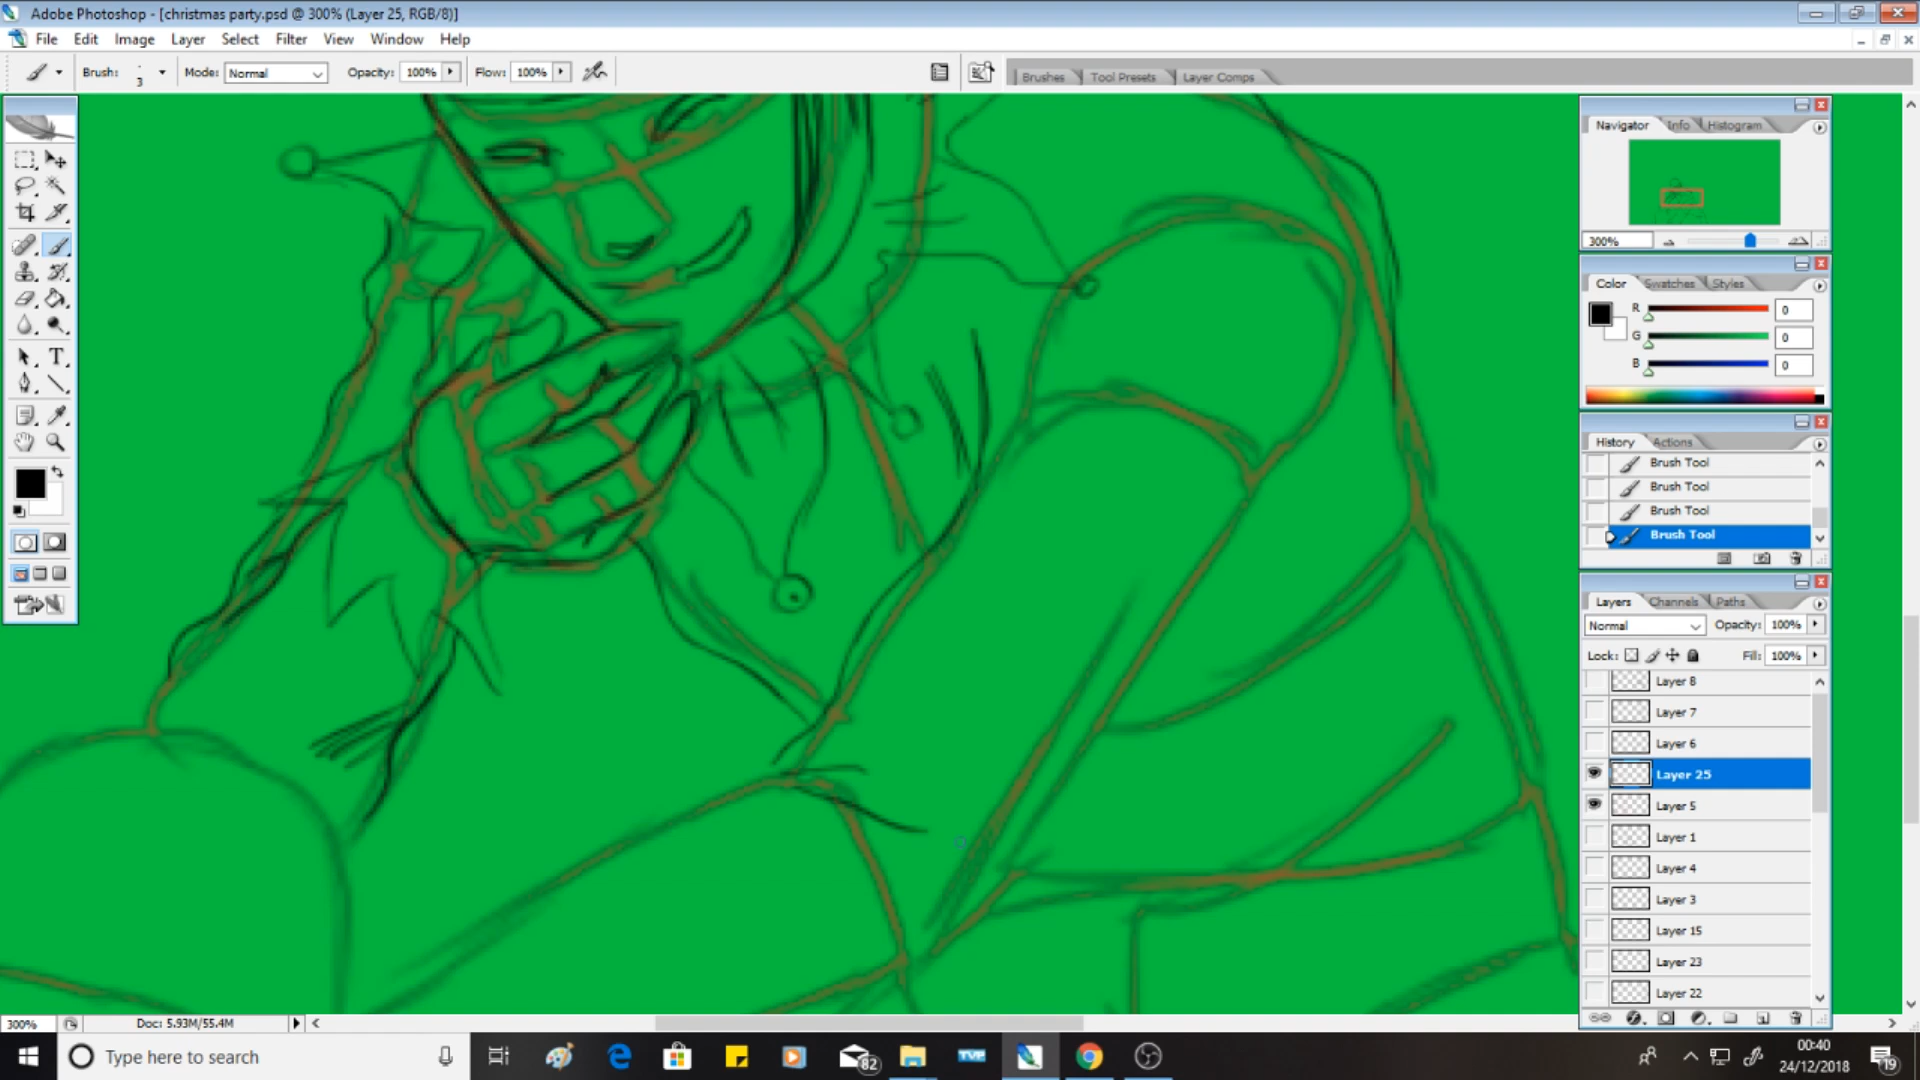 Adobe Photoshop - [christmas party.psd @ 300% (Layer 25, RGB/8)]
File Edit Image Layer Select Filter View Window Help
Brush: 3 Mode: Normal Opacity: 100% Flow: 100% Brushes Tool Presets Layer Comps
Navigator Info Histogram
300%
Color Swatches Styles
R 0
G 0
B 0
History Actions
Brush Tool
Brush Tool
Brush Tool
Brush Tool
Layers Channels Paths
Normal Opacity: 100%
Lock: Fill: 100%
Layer 8
Layer 7
Layer 6
Layer 25
Layer 5
Layer 1
Layer 4
Layer 3
Layer 15
Layer 23
Layer 22
T
300% Doc: 5.93M/55.4M
Type here to search 82 TVP 00:40 19
24/12/2018